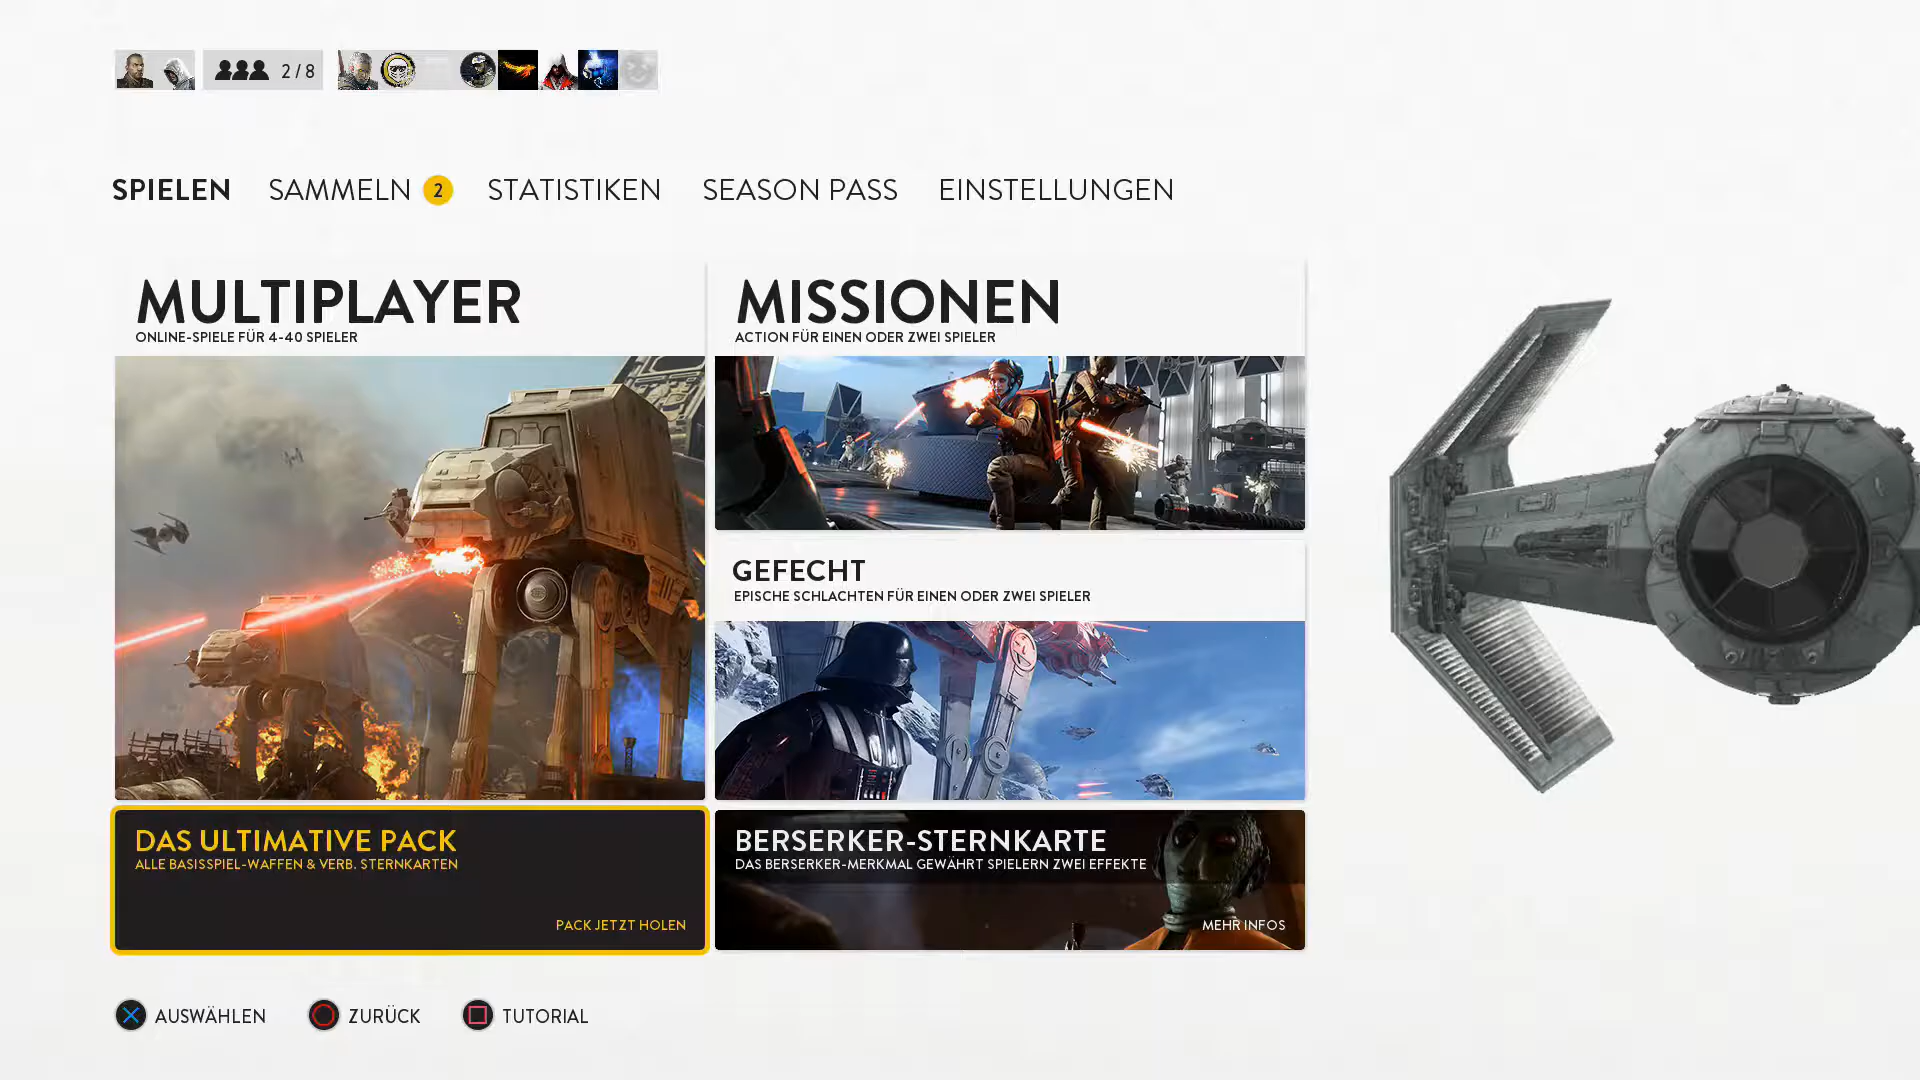 2/8
SPIELEN SAMMELN 2 STATISTIKEN SEASON PASS EINSTELLUNGEN
MULTIPLAYER
ONLINE-SPIELE FÜR 4-40 SPIELER
MISSIONEN
ACTION FÜR EINEN ODER ZWEI SPIELER
GEFECHT
EPISCHE SCHLACHTEN FÜR EINEN ODER ZWEI SPIELER
DAS ULTIMATIVE PACK
ALLE BASISSPIEL-WAFFEN & VERB. STERNKARTEN
PACK JETZT HOLEN
BERSERKER-STERNKARTE
DAS BERSERKER-MERKMAL GEWÄHRT SPIELERN ZWEI EFFEKTE
MEHR INFOS
AUSWÄHLEN ZURÜCK TUTORIAL